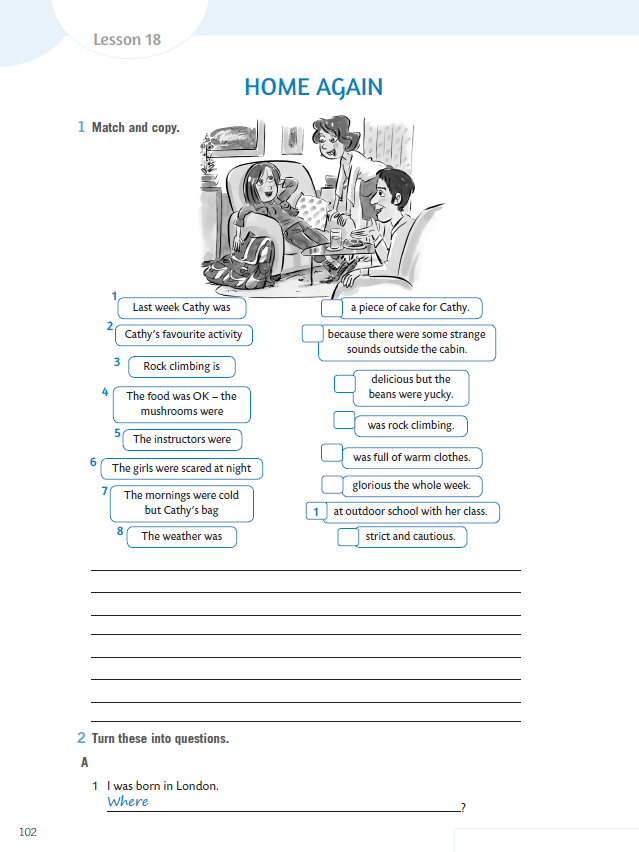 Lesson 18
HOME AGAIN
1 Match and copy.
1 Last week Cathy was
2 Cathy's favourite activity
3 Rock climbing is
4 The food was OK – the
mushrooms were
5 The instructors were
6 The girls were scared at night
7 The mornings were cold
but Cathy's bag
8 The weather was
a piece of cake for Cathy.
because there were some strange
sounds outside the cabin.
delicious but the
beans were yucky.
was rock climbing.
was full of warm clothes.
glorious the whole week.
1 at outdoor school with her class.
strict and cautious.
2 Turn these into questions.
A
1 I was born in London.
Where ?
102